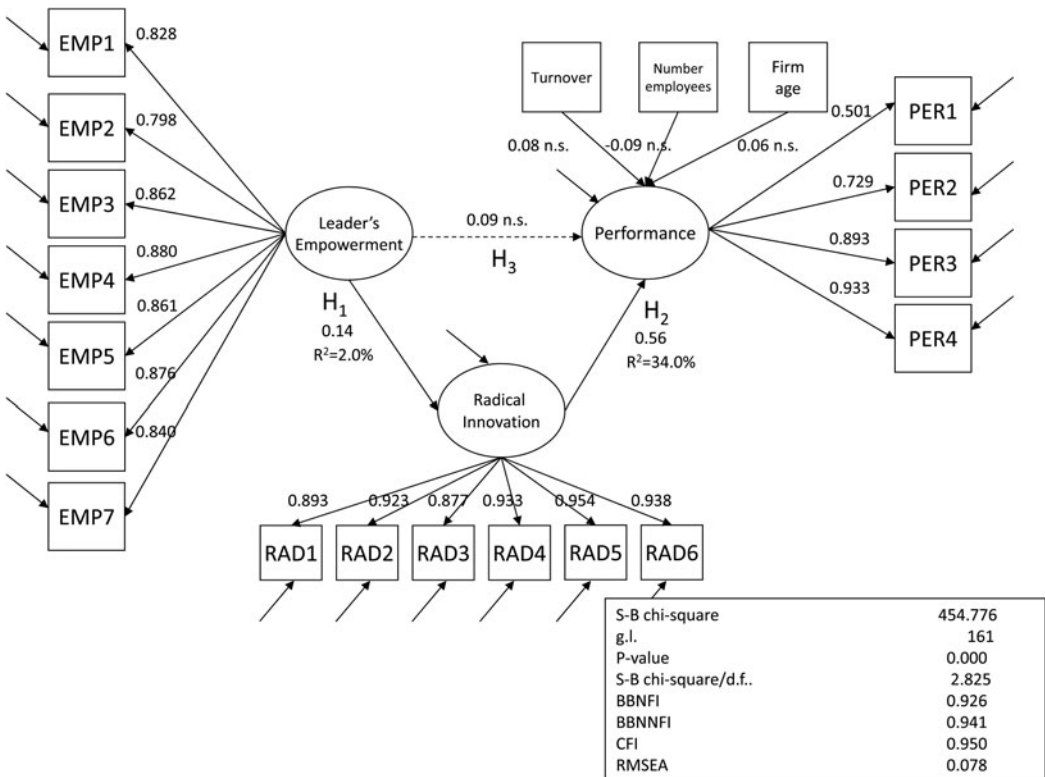 EMP1
0.828
EMP2
0.798
EMP3
0.862
EMP4
0.880
EMP5
0.861
EMP6
0.876
EMP7
0.840
Leader's
Empowerment
Turnover
Number
employees
Firm
age
0.08 n.s.
-0.09 n.s.
0.06 n.s.
Performance
0.09 n.s.
H3
H1
0.14
R²=2.0%
H2
0.56
R²=34.0%
Radical
Innovation
0.501
PER1
0.729
PER2
0.893
PER3
0.933
PER4
0.893
0.923
0.877
0.933
0.954
0.938
RAD1
RAD2
RAD3
RAD4
RAD5
RAD6
S-B chi-square 454.776
g.l. 161
P-value 0.000
S-B chi-square/d.f.. 2.825
BBNFI 0.926
BBNNFI 0.941
CFI 0.950
RMSEA 0.078